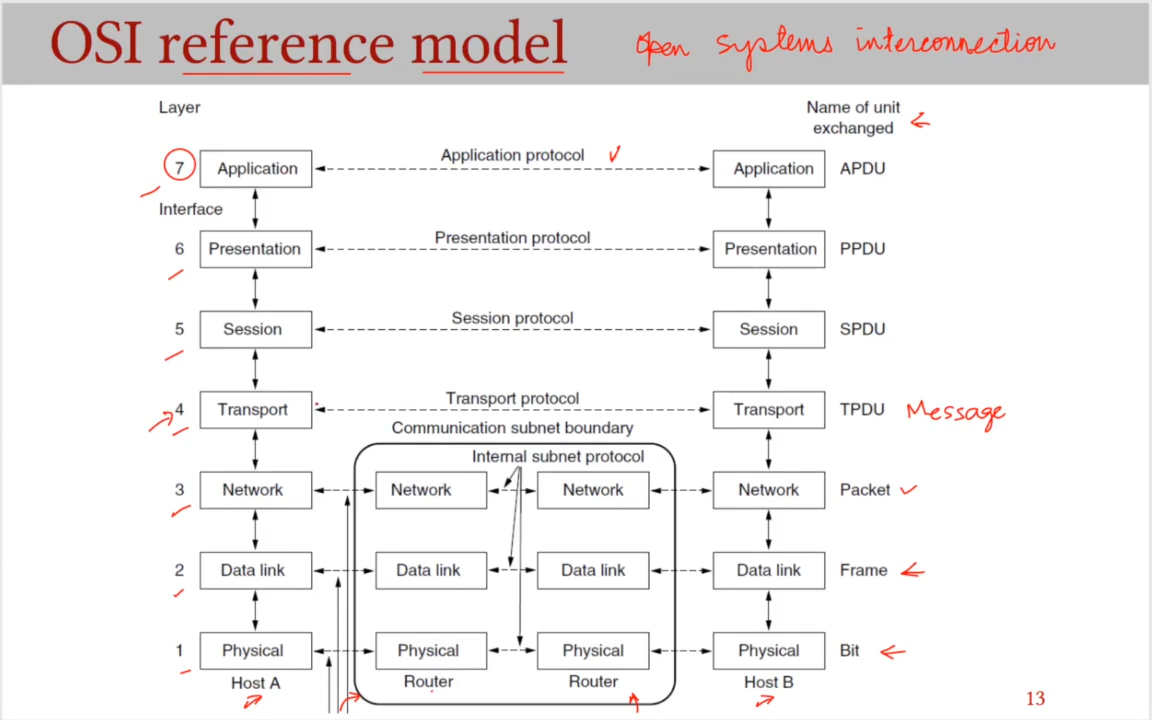 OSI reference model
Open systems interconnection
Layer
Name of unit
exchanged
7 Application Application protocol Application APDU
Interface
6 Presentation Presentation protocol Presentation PPDU
5 Session Session protocol Session SPDU
4 Transport Transport protocol Transport TPDU Message
Communication subnet boundary
Internal subnet protocol
3 Network Network Network Network Packet
2 Data link Data link Data link Data link Frame
1 Physical Physical Physical Physical Bit
Host A Router Router Host B
13